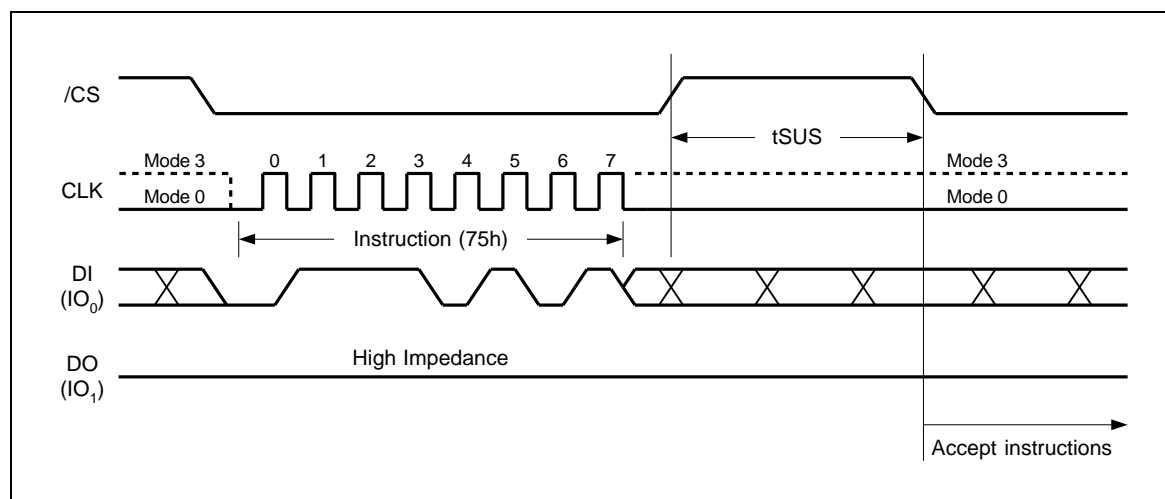 /CS
tSUS
Mode 3
0 1 2 3 4 5 6 7
Mode 3
CLK
Mode 0
Mode 0
Instruction (75h)
DI
(IO0)
High Impedance
DO
(IO1)
Accept instructions